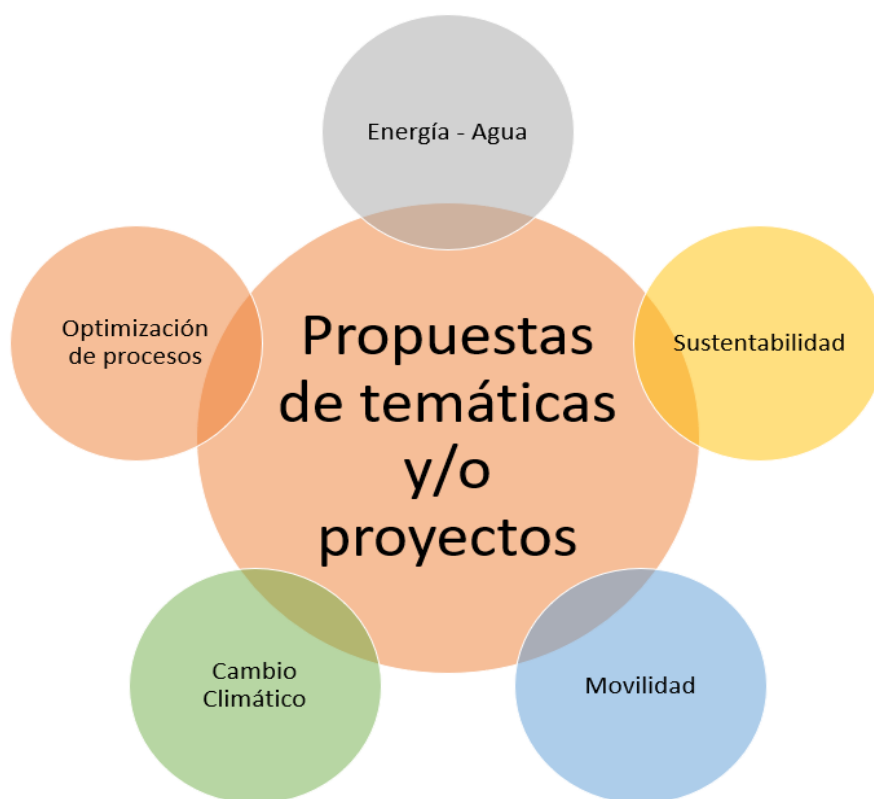 Energía - Agua
Optimización
de procesos
Propuestas
de temáticas
y/o
proyectos
Sustentabilidad
Cambio
Climático
Movilidad